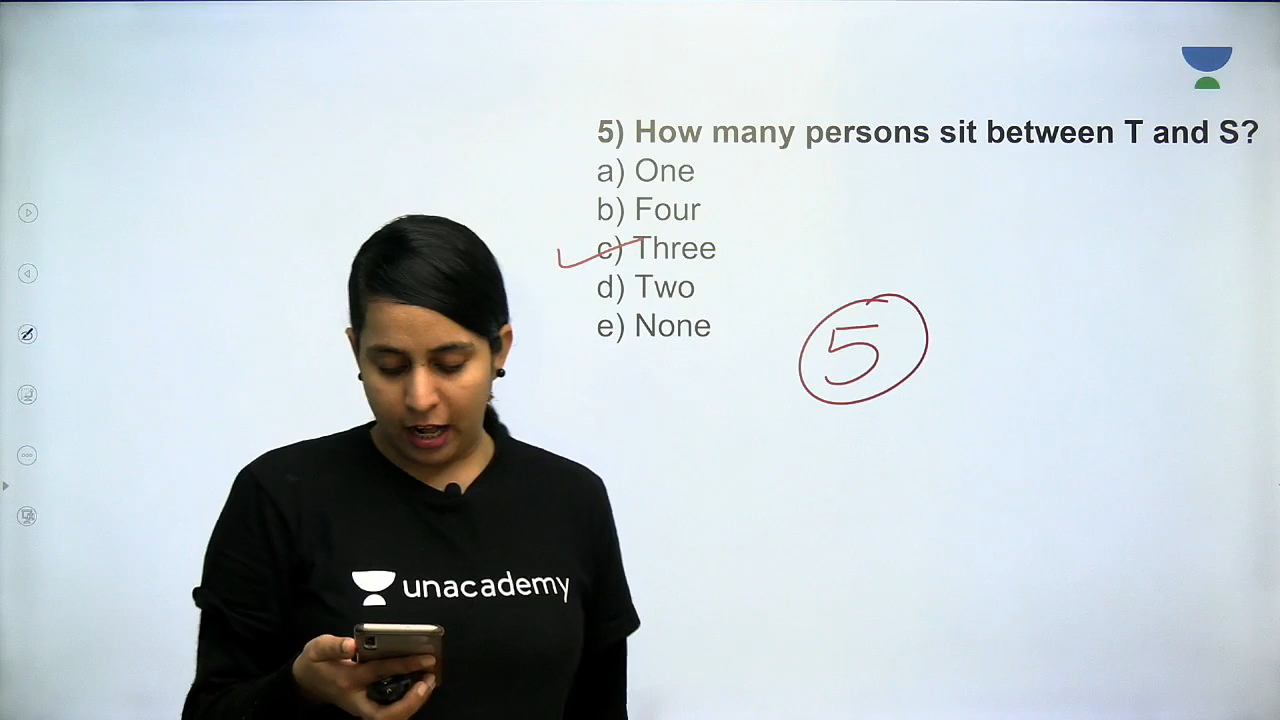 5) How many persons sit between T and S?
a) One
b) Four
c) Three
d) Two
e) None
5
unacademy